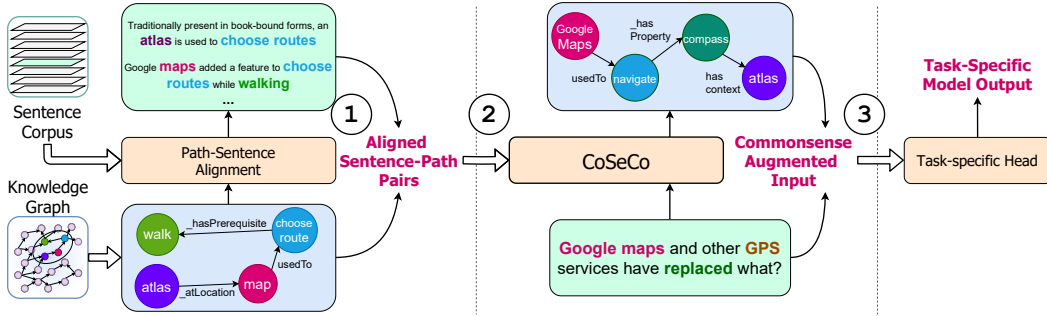 Traditionally present in book-bound forms, an
atlas is used to choose routes
Google maps added a feature to choose
routes while walking
...
Sentence
Corpus
Path-Sentence
Alignment
Knowledge
Graph
walk
_hasPrerequisite
choose
route
usedTo
atlas
_atLocation
map
1
Aligned
Sentence-Path
Pairs
2
Google
Maps
_has
Property
compass
usedTo
navigate
has
context
atlas
CoSeCo
Google maps and other GPS
services have replaced what?
Commonsense
Augmented
Input
3
Task-Specific
Model Output
Task-specific Head